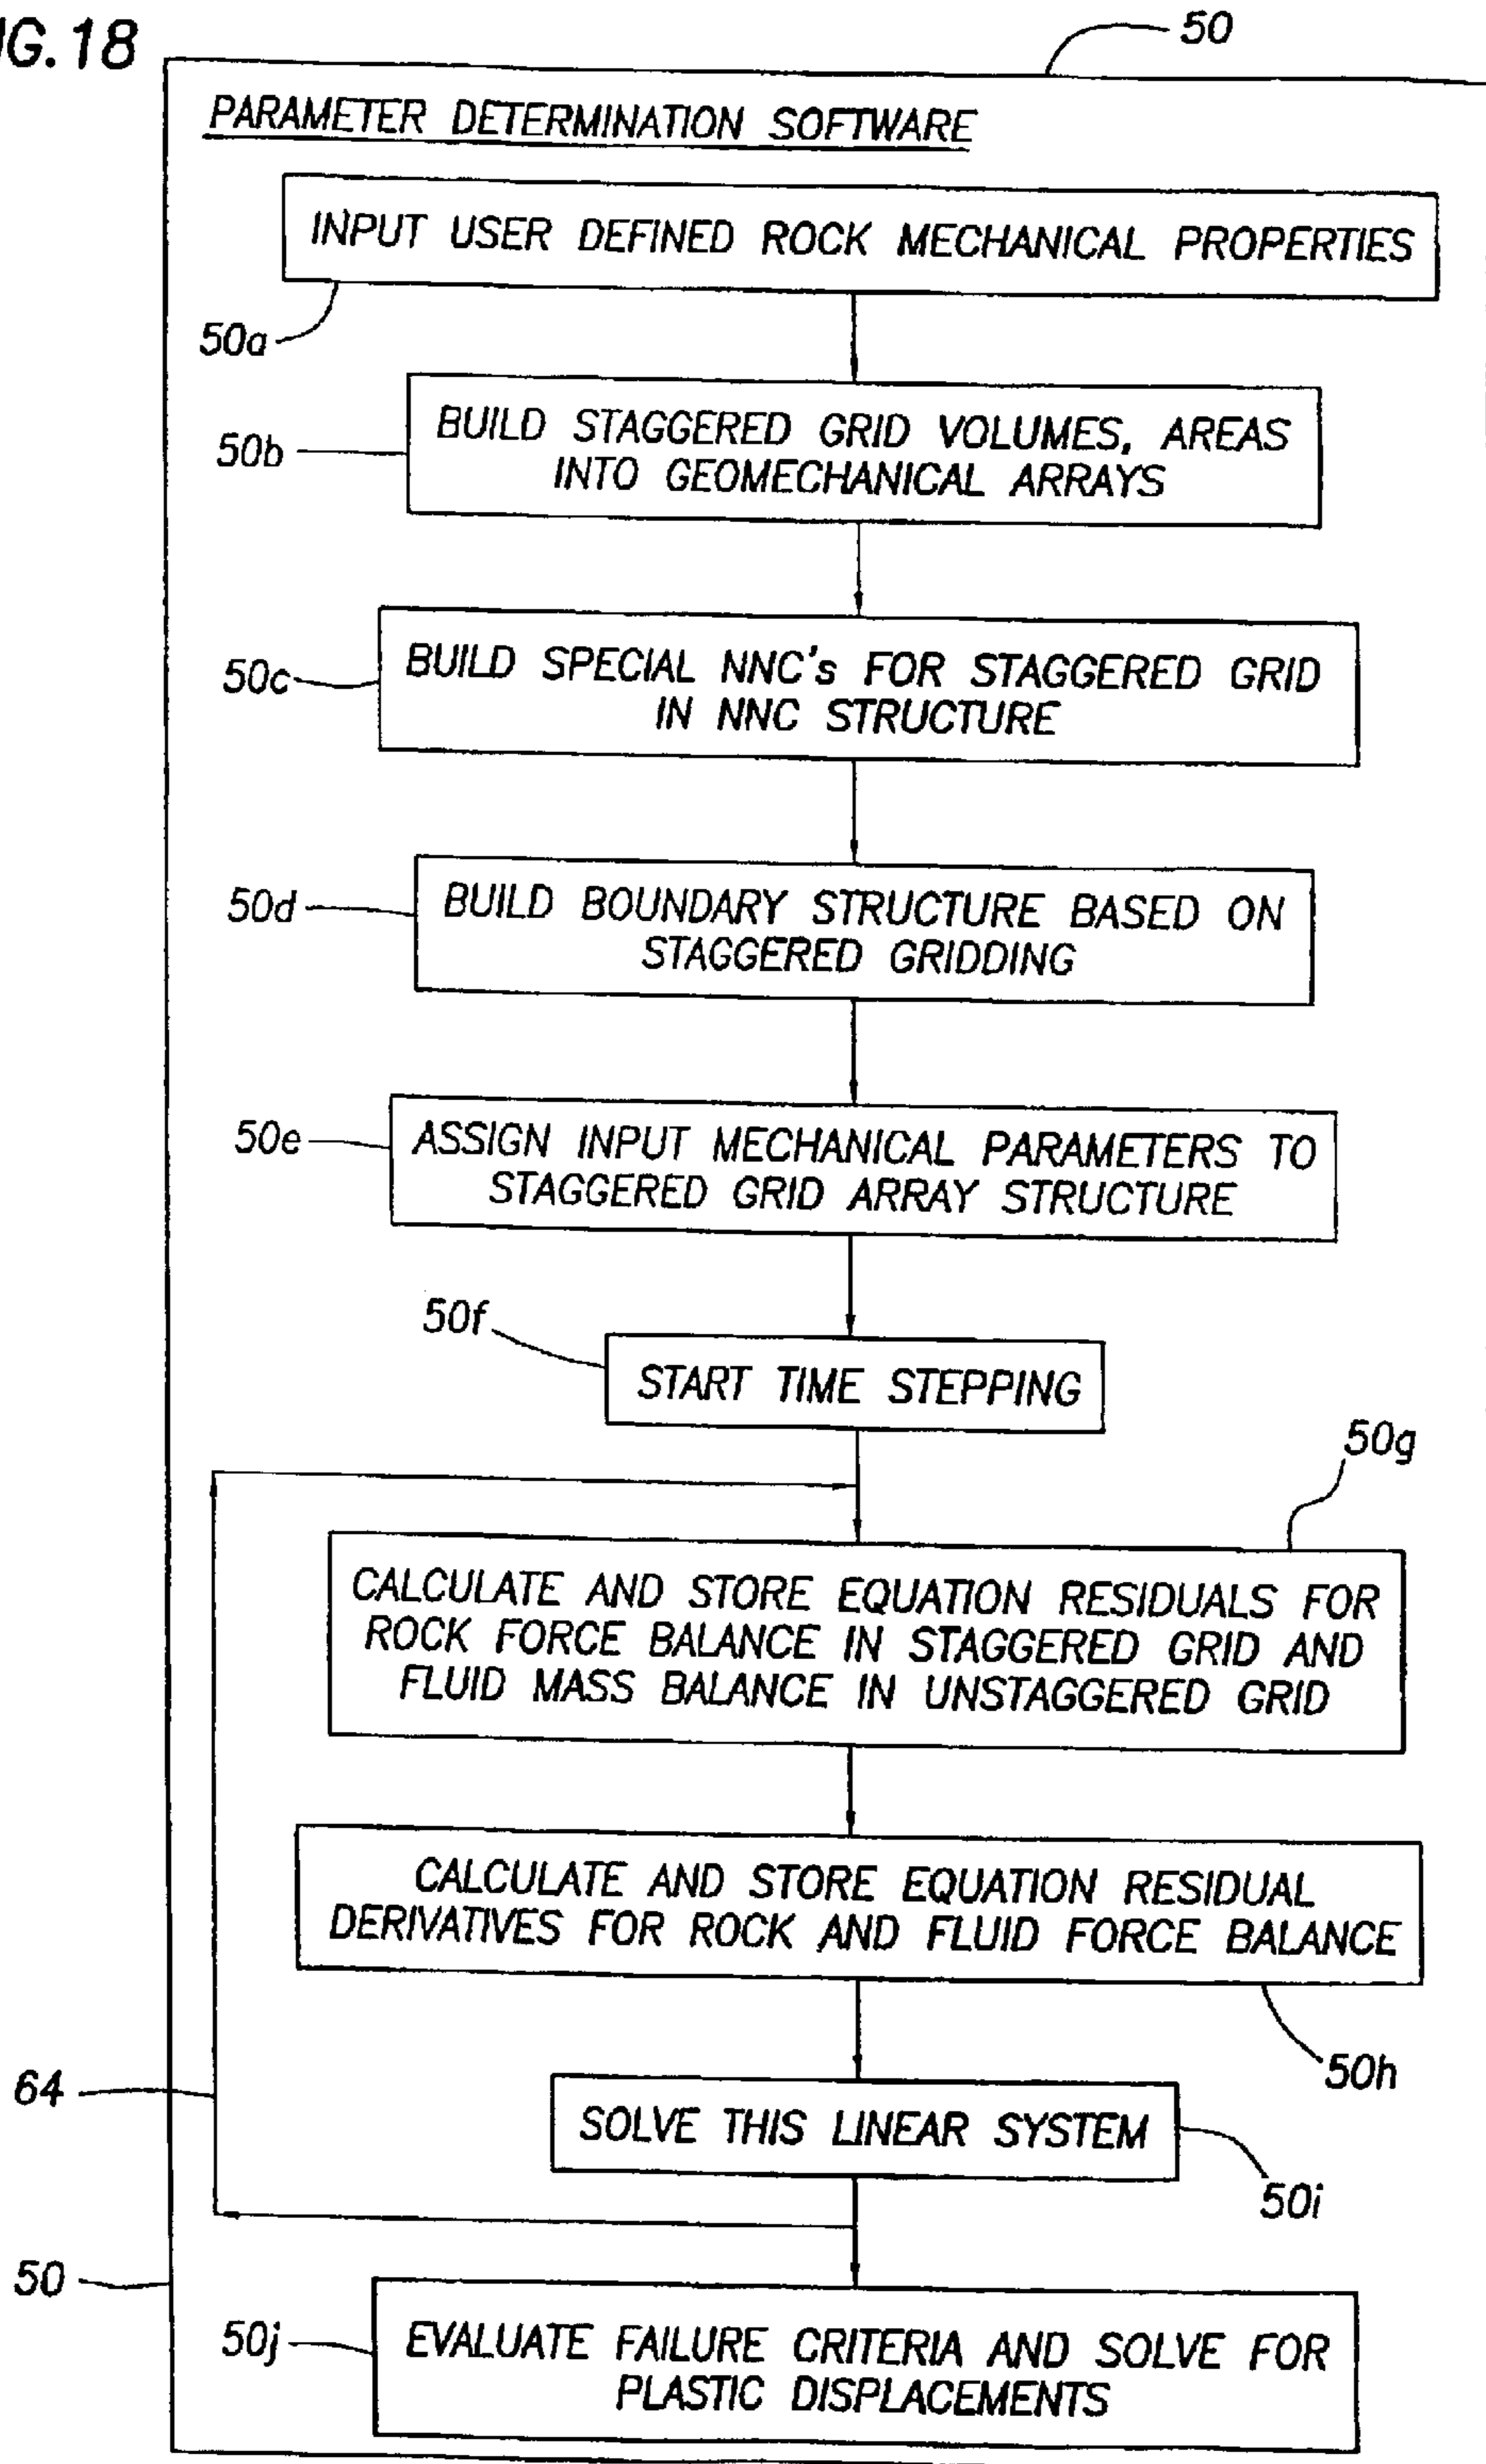 IG. 18
50
PARAMETER DETERMINATION SOFTWARE
INPUT USER DEFINED ROCK MECHANICAL PROPERTIES
50a
BUILD STAGGERED GRID VOLUMES, AREAS
INTO GEOMECHANICAL ARRAYS
50b
BUILD SPECIAL NNC's FOR STAGGERED GRID
IN NNC STRUCTURE
50c
BUILD BOUNDARY STRUCTURE BASED ON
STAGGERED GRIDDING
50d
ASSIGN INPUT MECHANICAL PARAMETERS TO
STAGGERED GRID ARRAY STRUCTURE
50e
50f
START TIME STEPPING
50g
CALCULATE AND STORE EQUATION RESIDUALS FOR
ROCK FORCE BALANCE IN STAGGERED GRID AND
FLUID MASS BALANCE IN UNSTAGGERED GRID
CALCULATE AND STORE EQUATION RESIDUAL
DERIVATIVES FOR ROCK AND FLUID FORCE BALANCE
50h
64
SOLVE THIS LINEAR SYSTEM
50i
50
50j
EVALUATE FAILURE CRITERIA AND SOLVE FOR
PLASTIC DISPLACEMENTS